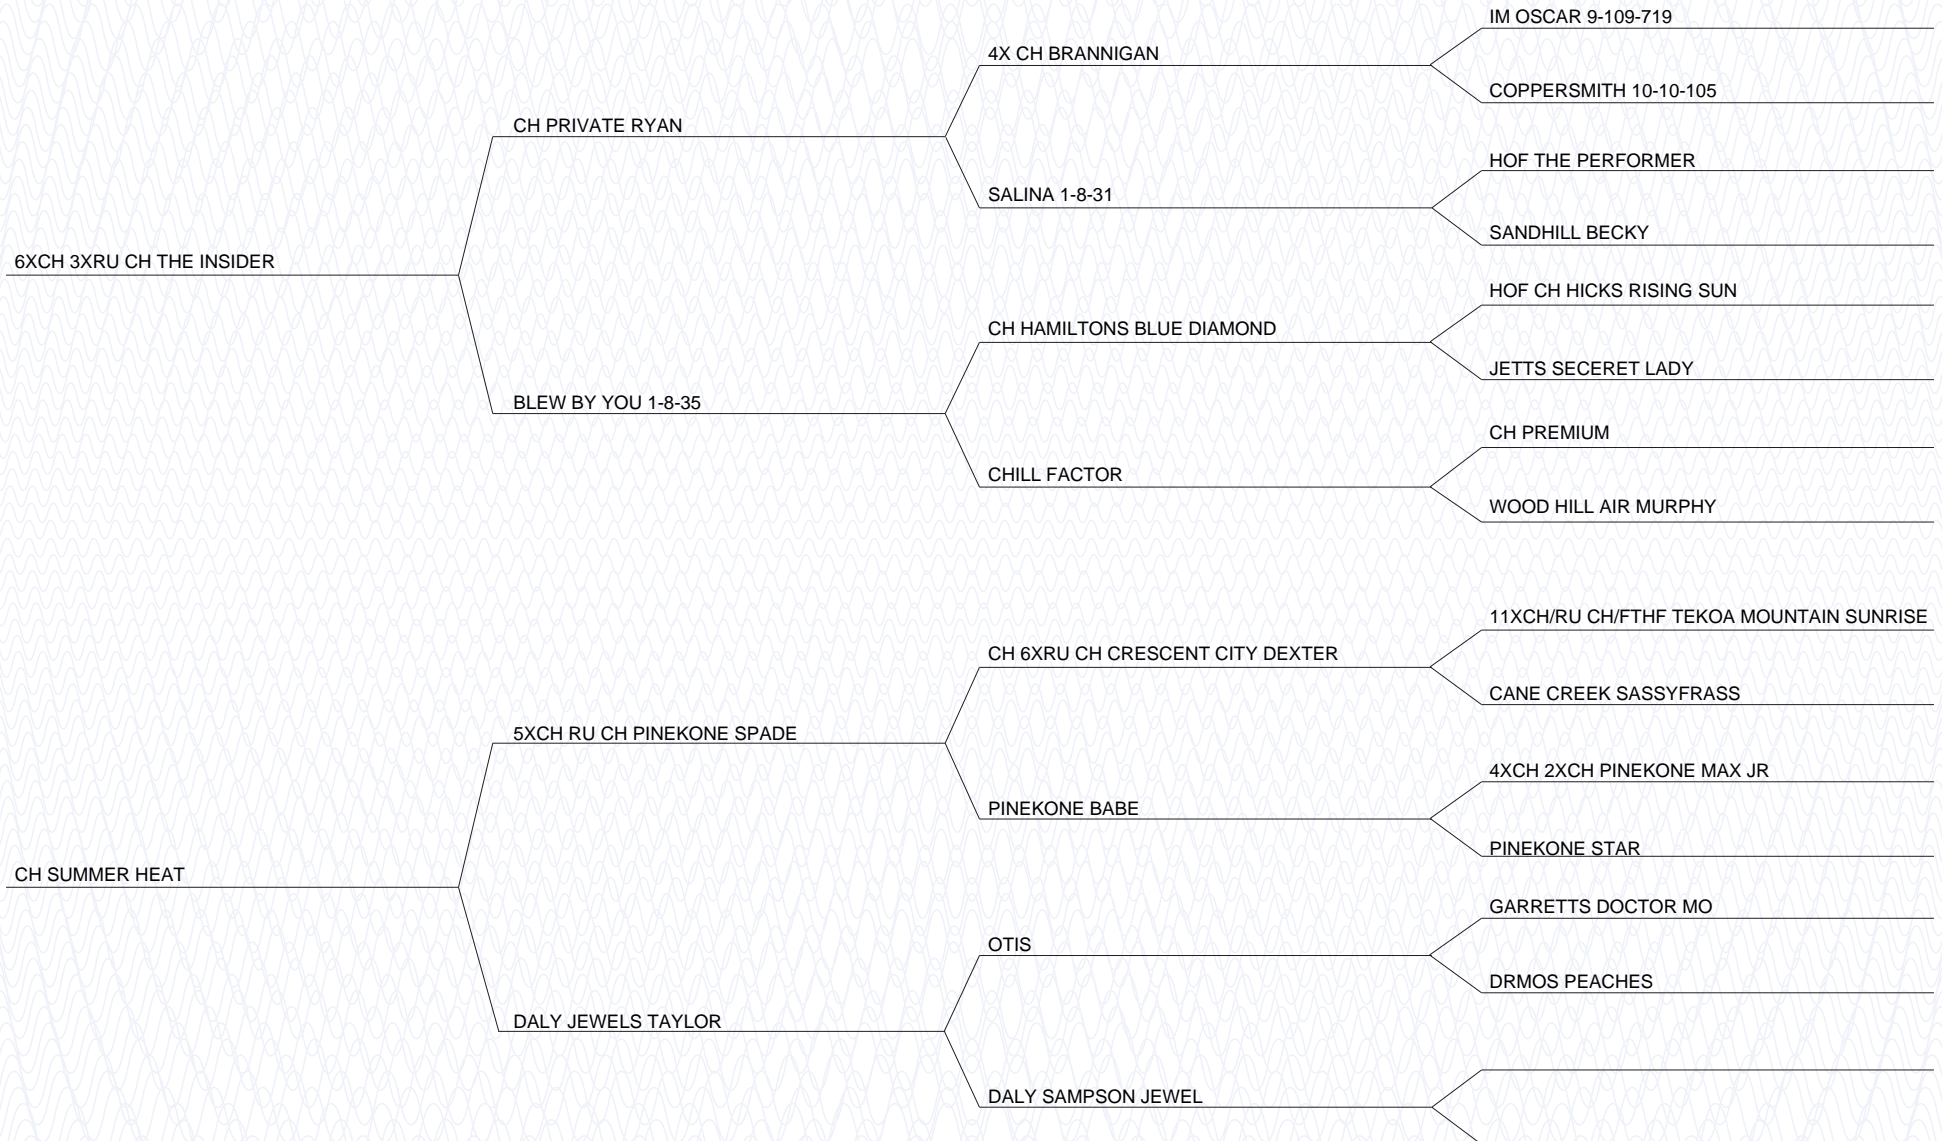 IM OSCAR 9-109-719
4X CH BRANNIGAN
COPPERSMITH 10-10-105
CH PRIVATE RYAN
HOF THE PERFORMER
SALINA 1-8-31
SANDHILL BECKY
6XCH 3XRU CH THE INSIDER
HOF CH HICKS RISING SUN
CH HAMILTONS BLUE DIAMOND
JETTS SECERET LADY
BLEW BY YOU 1-8-35
CH PREMIUM
CHILL FACTOR
WOOD HILL AIR MURPHY
11XCH/RU CH/FTHF TEKOA MOUNTAIN SUNRISE
CH 6XRU CH CRESCENT CITY DEXTER
CANE CREEK SASSYFRASS
5XCH RU CH PINEKONE SPADE
4XCH 2XCH PINEKONE MAX JR
PINEKONE BABE
PINEKONE STAR
CH SUMMER HEAT
GARRETTS DOCTOR MO
OTIS
DRMOS PEACHES
DALY JEWELS TAYLOR
DALY SAMPSON JEWEL